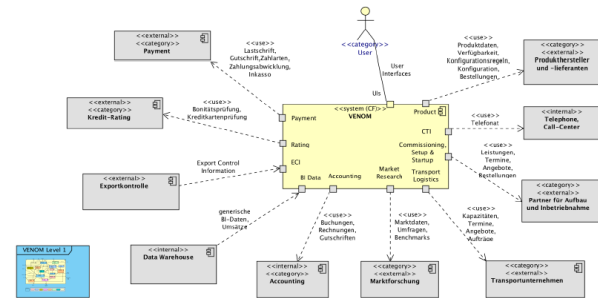 <<external>>
<<category>>
Payment
<<use>>
Lastschrift,
Gutschrift,Zahlarten,
Zahlungsabwicklung,
Inkasso
<<category>>
User
User
Interfaces
<<use>>
Produktdaten,
Verfügbarkeit,
Konfigurationsregeln,
Konfiguration,
Bestellungen,
<<category>>
<<external>>
Produkthersteller
und -lieferanten
<<external>>
<<category>>
Kredit-Rating
<<use>>
Bonitätsprüfung,
Kreditkartenprüfung
UIs
<<system (CF)>>
VENOM
Product
Payment
CTI
Rating
Commissioning,
Setup &
Startup
ECI
BI Data
Accounting
Market
Research
Transport
Logistics
<<use>>
Telefonat
<<internal>>
Telephone,
Call-Center
<<use>>
Leistungen,
Termine,
Angebote,
Bestellungen
<<category>>
<<external>>
Partner für Aufbau
und Inbetriebnahme
<<external>>
Exportkontrolle
Export Control
Information
generische
BI-Daten,
Umsätze
<<use>>
Buchungen,
Rechnungen,
Gutschriften
<<use>>
Marktdaten,
Umfragen,
Benchmarks
<<use>>
Kapazitäten,
Termine,
Angebote,
Aufträge
VENOM Level 1
<<internal>>
Data Warehouse
<<internal>>
<<category>>
Accounting
<<category>>
<<external>>
Marktforschung
<<category>>
<<external>>
Transportunternehmen